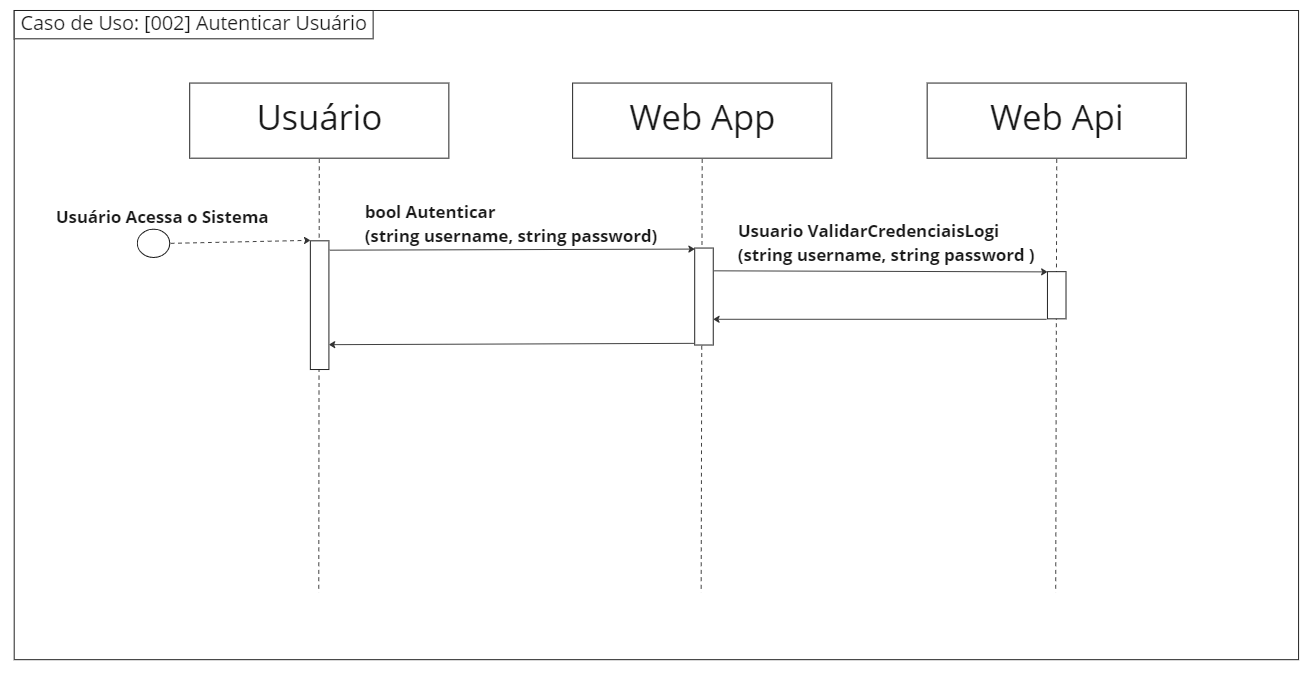 Caso de Uso: [002] Autenticar Usuário
Usuário
Web App
Web Api
Usuário Acessa o Sistema
bool Autenticar
(string username, string password)
Usuario ValidarCredenciaisLogi
(string username, string password )